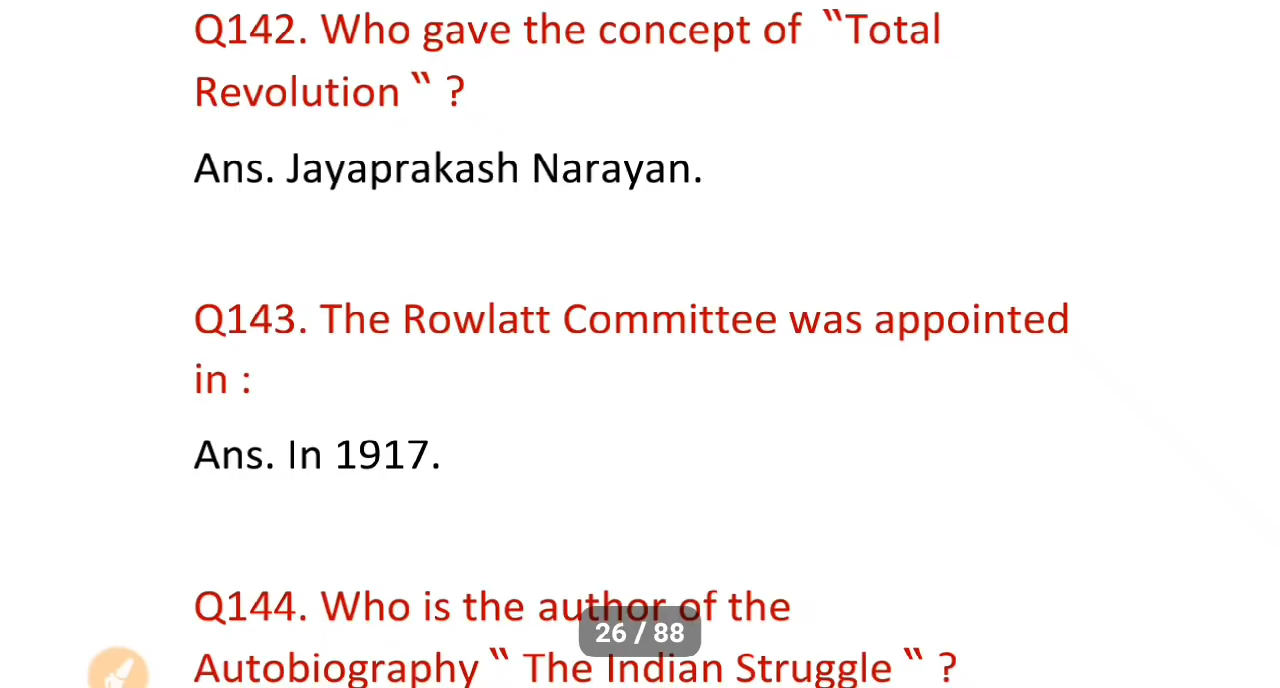 Q142. Who gave the concept of “Total
Revolution “ ?
Ans. Jayaprakash Narayan.
Q143. The Rowlatt Committee was appointed
in :
Ans. In 1917.
Q144. Who is the author of the
26 / 88
Autobiography “ The Indian Struggle “ ?